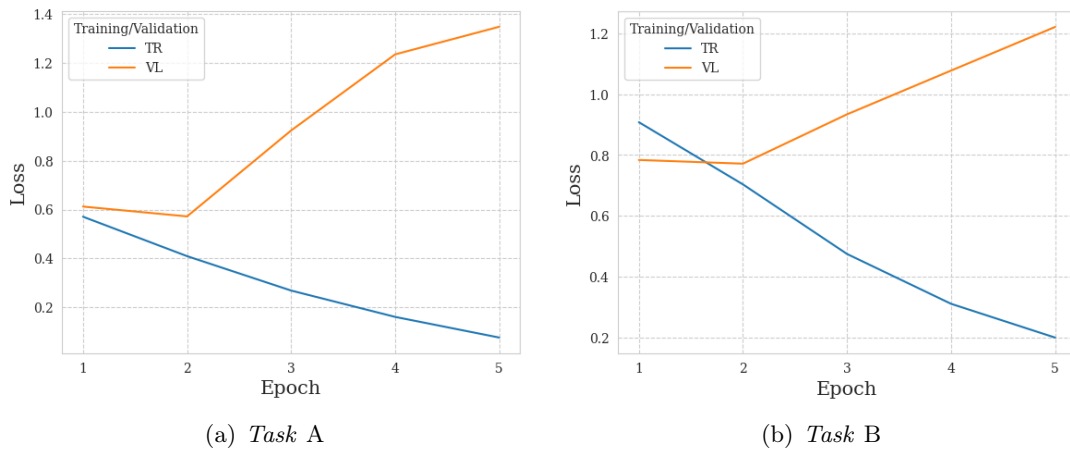 Training/Validation
TR
VL
1.4
1.2
1.0
0.8
0.6
0.4
0.2
Loss
1 2 3 4 5
Epoch
(a) Task A
Training/Validation
TR
VL
1.2
1.0
0.8
0.6
0.4
0.2
Loss
1 2 3 4 5
Epoch
(b) Task B